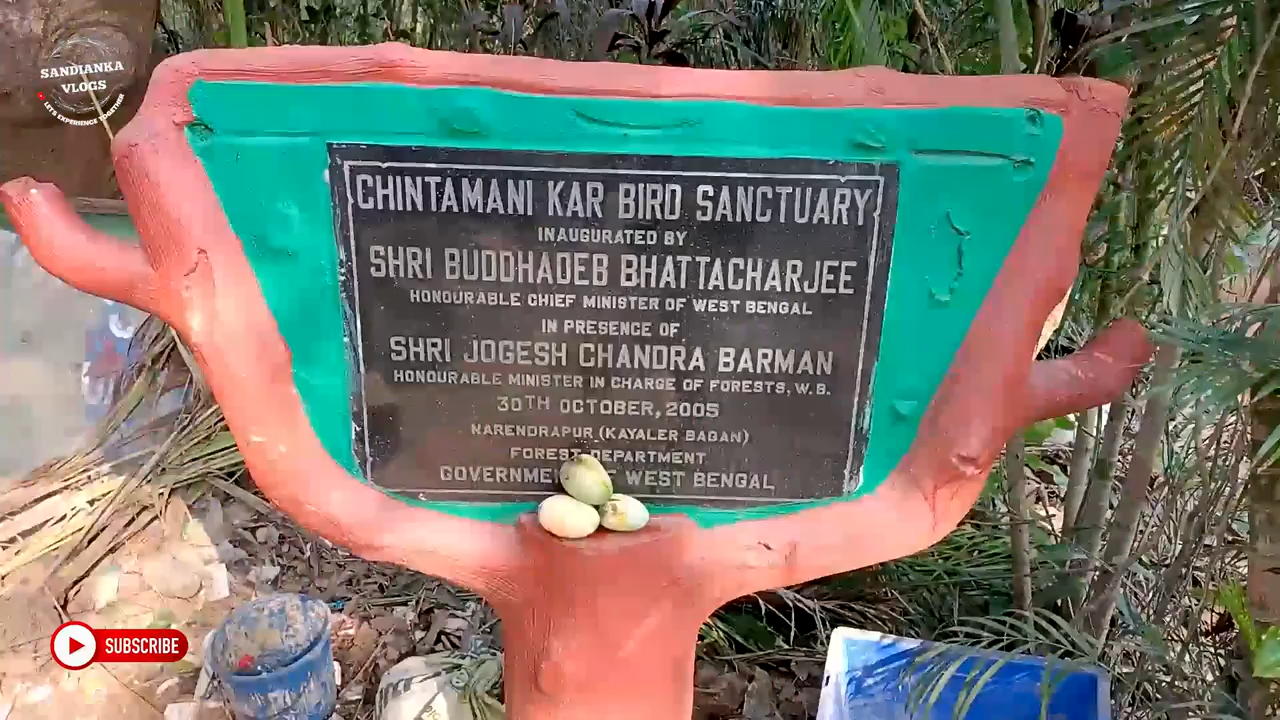 SANDIANKA
VLOGS
LET'S EXPERIENCE TOGETHER
CHINTAMANI KAR BIRD SANCTUARY
INAUGURATED BY
SHRI BUDDHADEB BHATTACHARJEE
HONOURABLE CHIEF MINISTER OF WEST BENGAL
IN PRESENCE OF
SHRI JOGESH CHANDRA BARMAN
HONOURABLE MINISTER IN CHARGE OF FORESTS, W.B.
30TH OCTOBER, 2005
NARENDRAPUR (KAYALER BAGAN)
FOREST DEPARTMENT
WEST BENGAL
SUBSCRIBE